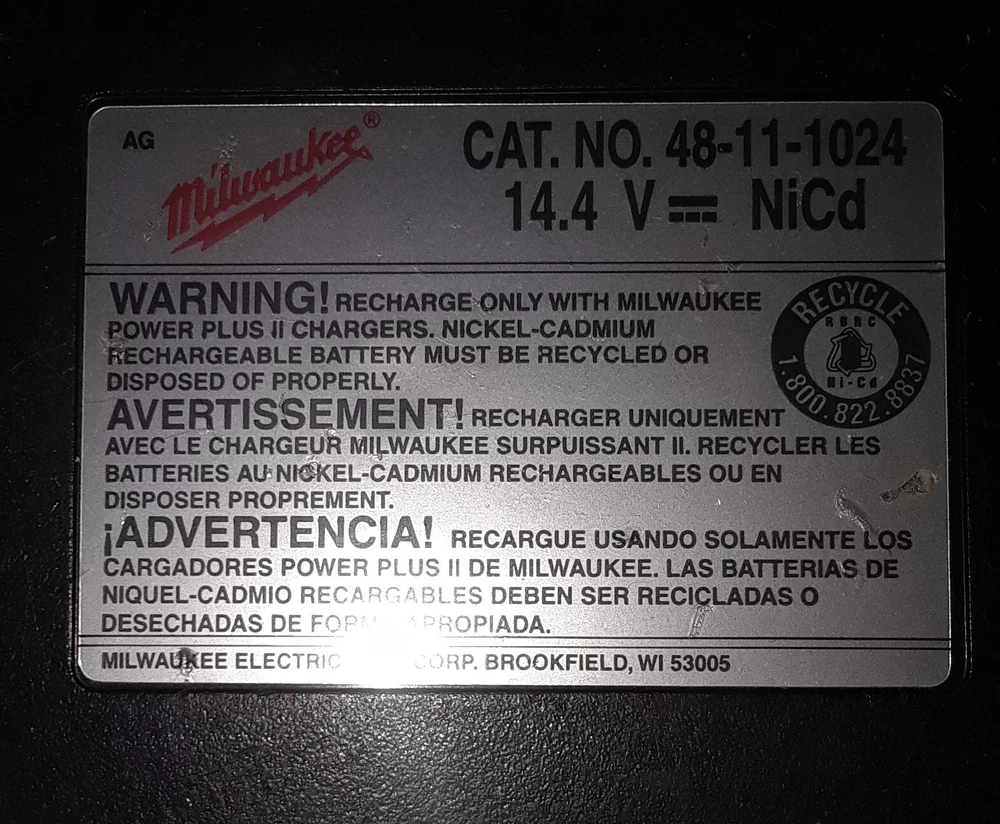 AG
Milwaukee®
CAT. NO. 48-11-1024
14.4 V NiCd
WARNING! RECHARGE ONLY WITH MILWAUKEE
POWER PLUS II CHARGERS. NICKEL-CADMIUM
RECHARGEABLE BATTERY MUST BE RECYCLED OR
DISPOSED OF PROPERLY.
RECYCLE
RBRC
Ni-Cd
1.800.822.8837
AVERTISSEMENT! RECHARGER UNIQUEMENT
AVEC LE CHARGEUR MILWAUKEE SURPUISSANT II. RECYCLER LES
BATTERIES AU NICKEL-CADMIUM RECHARGEABLES OU EN
DISPOSER PROPREMENT.
¡ADVERTENCIA! RECARGUE USANDO SOLAMENTE LOS
CARGADORES POWER PLUS II DE MILWAUKEE. LAS BATTERIAS DE
NIQUEL-CADMIO RECARGABLES DEBEN SER RECICLADAS O
DESECHADAS DE APROPIADA.
MILWAUKEE ELECTRIC CORP. BROOKFIELD, WI 53005